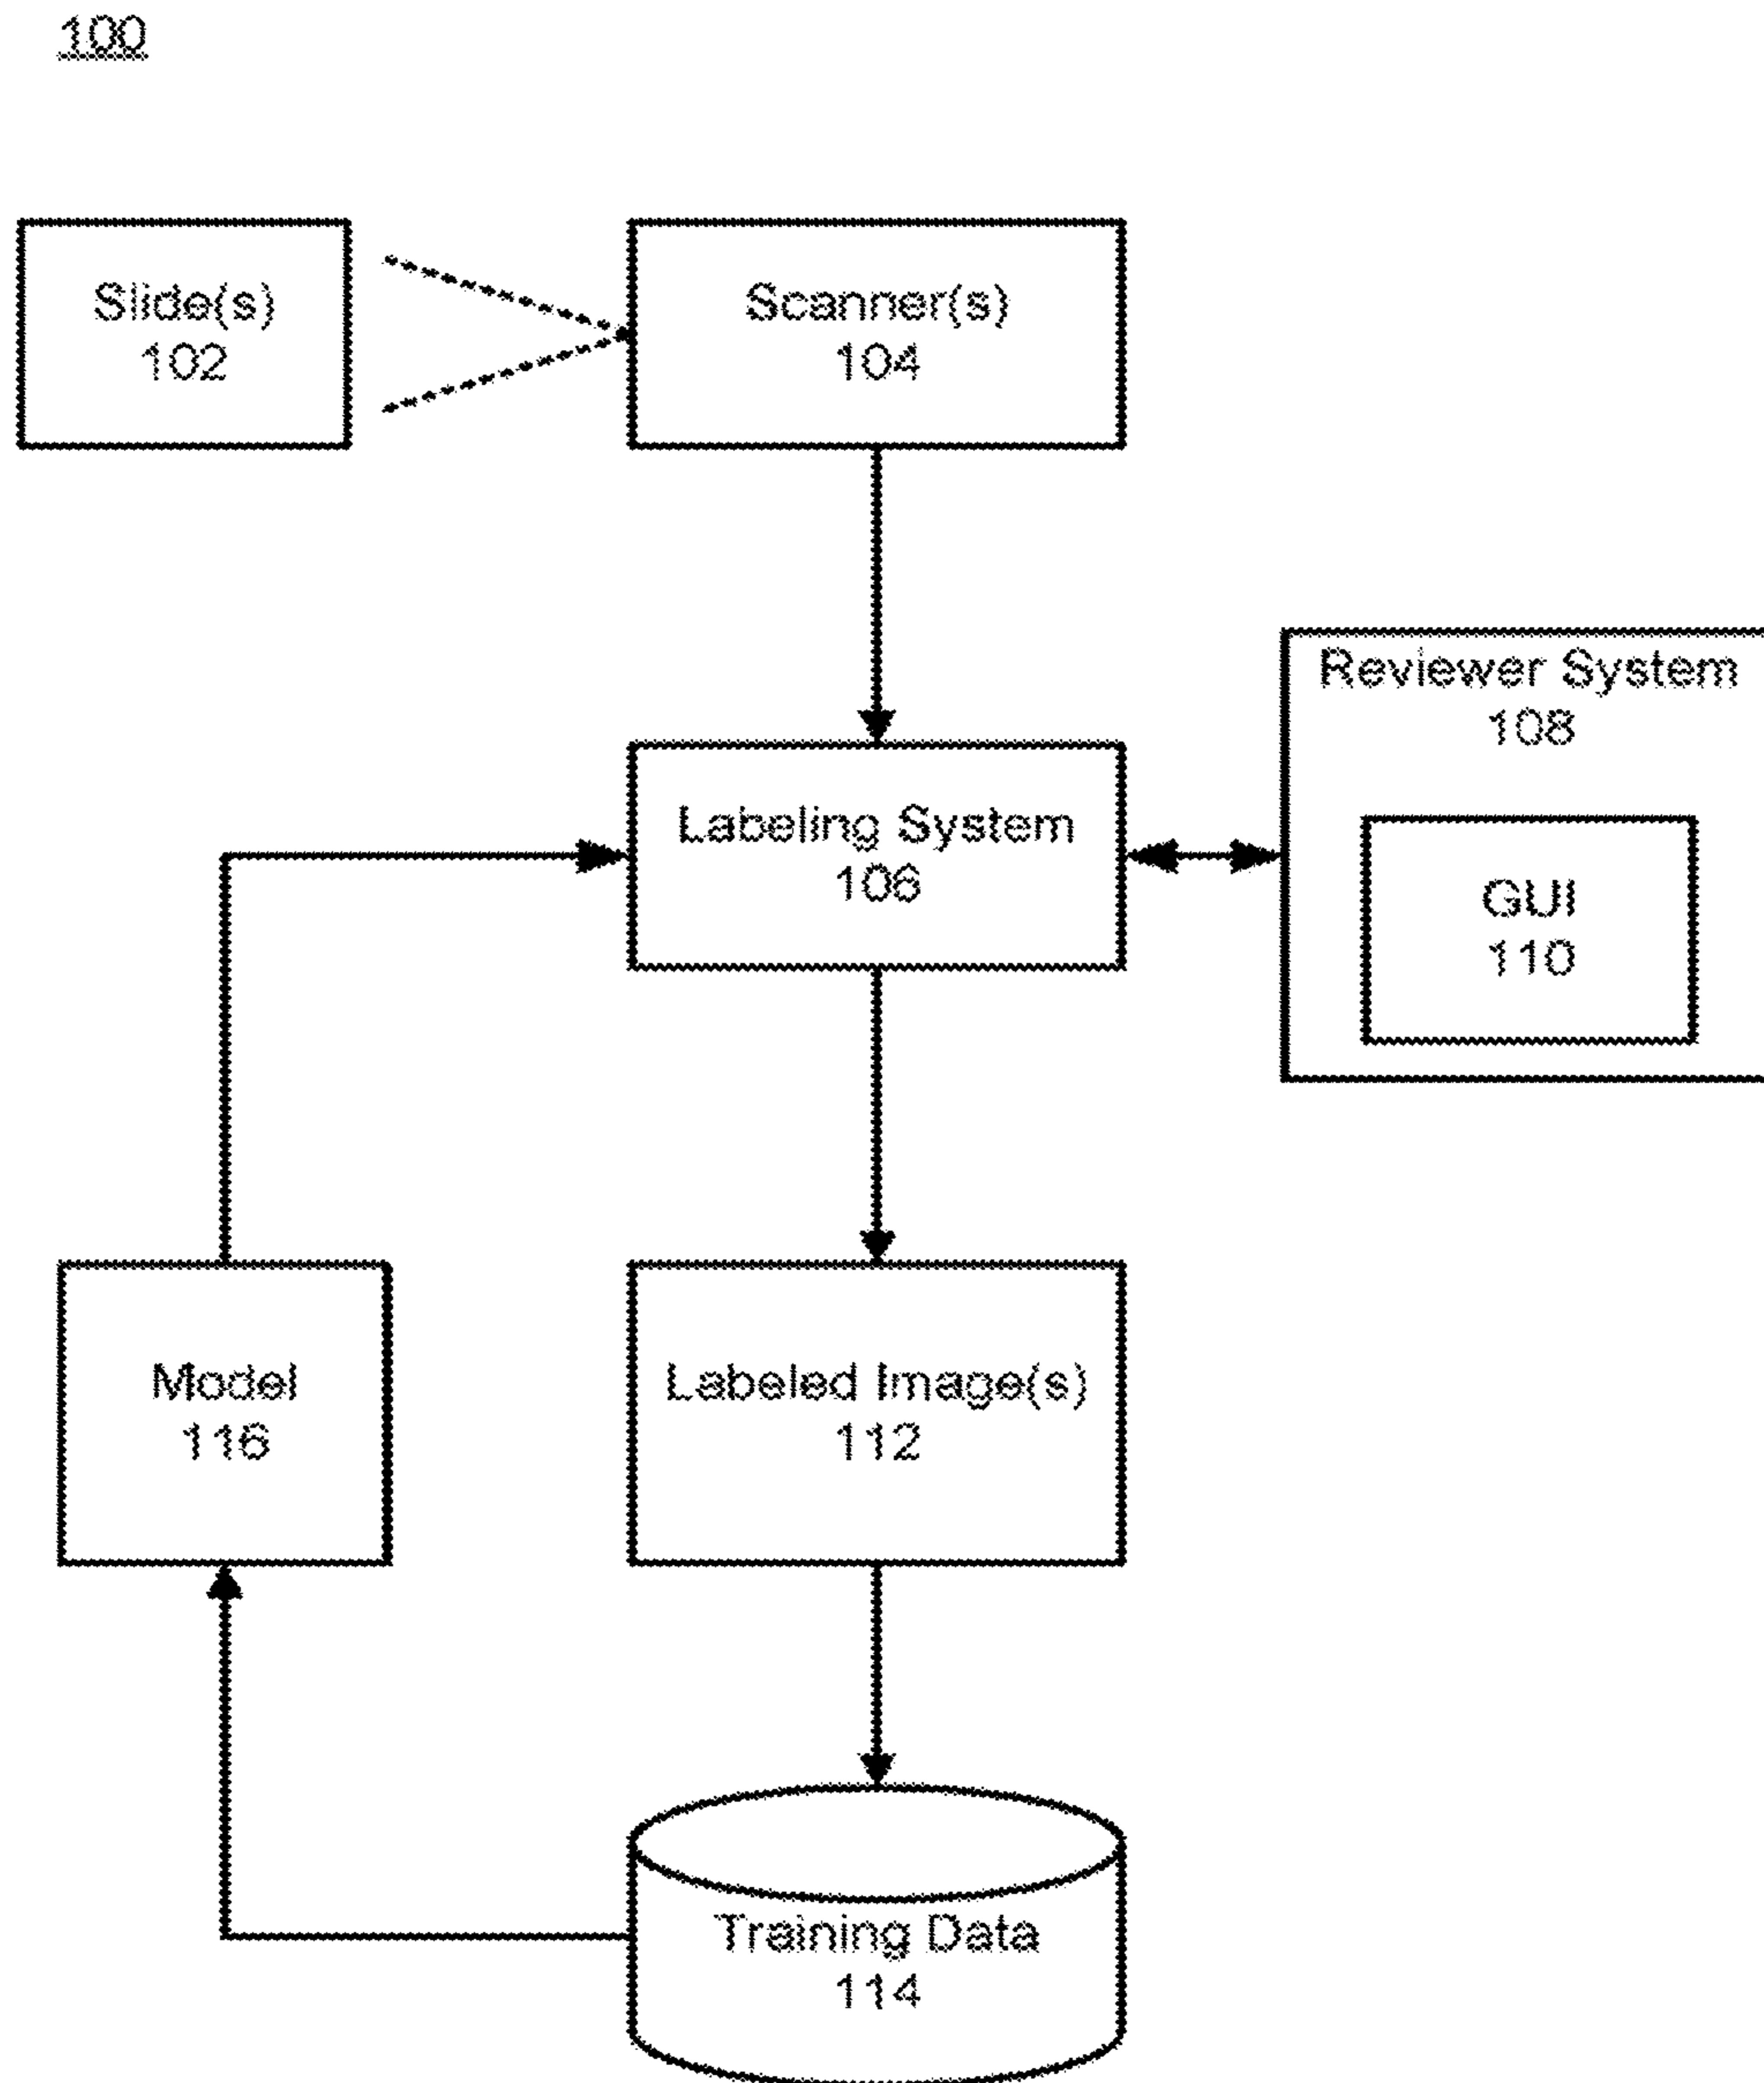 100
Slide(s)
102
Scanner(s)
104
Reviewer System
108
Labeling System
106
GUI
110
Model
116
Labeled Image(s)
112
Training Data
114